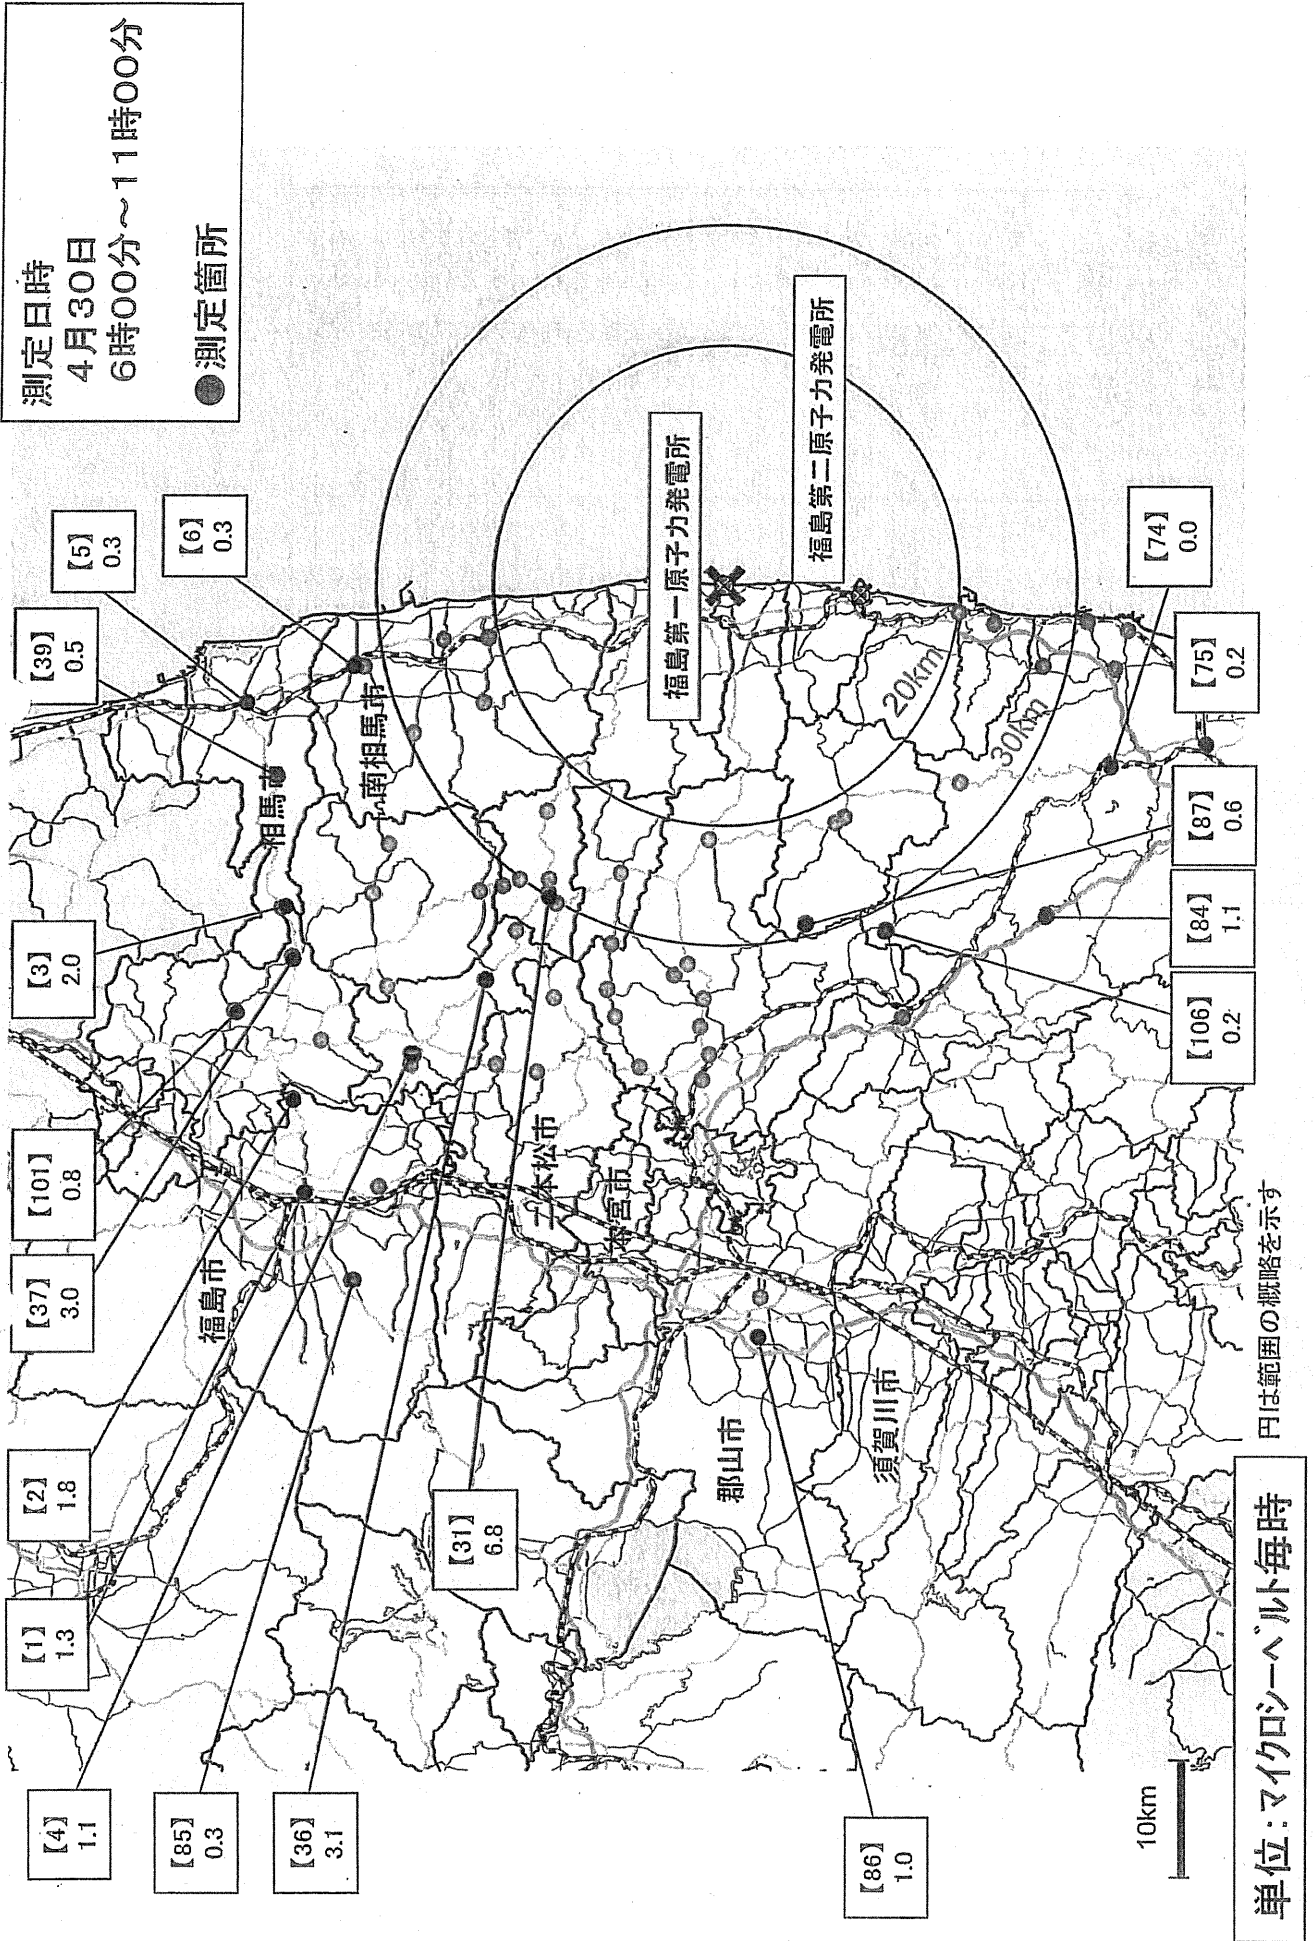 測定日時
4月30日
6時00分～11時00分
●測定箇所
【4】
1.1
【1】
1.3
【2】
1.8
【37】
3.0
【101】
0.8
【3】
2.0
【39】
0.5
【5】
0.3
【6】
0.3
【85】
0.3
【36】
3.1
【31】
6.8
【86】
1.0
【106】
0.2
【84】
1.1
【87】
0.6
【75】
0.2
【74】
0.0
福島市
相馬市
南相馬市
二本松市
本宮市
郡山市
須賀川市
福島第一原子力発電所
福島第二原子力発電所
20km
30km
10km
円は範囲の概略を示す
単位：マイクロシーベルト毎時